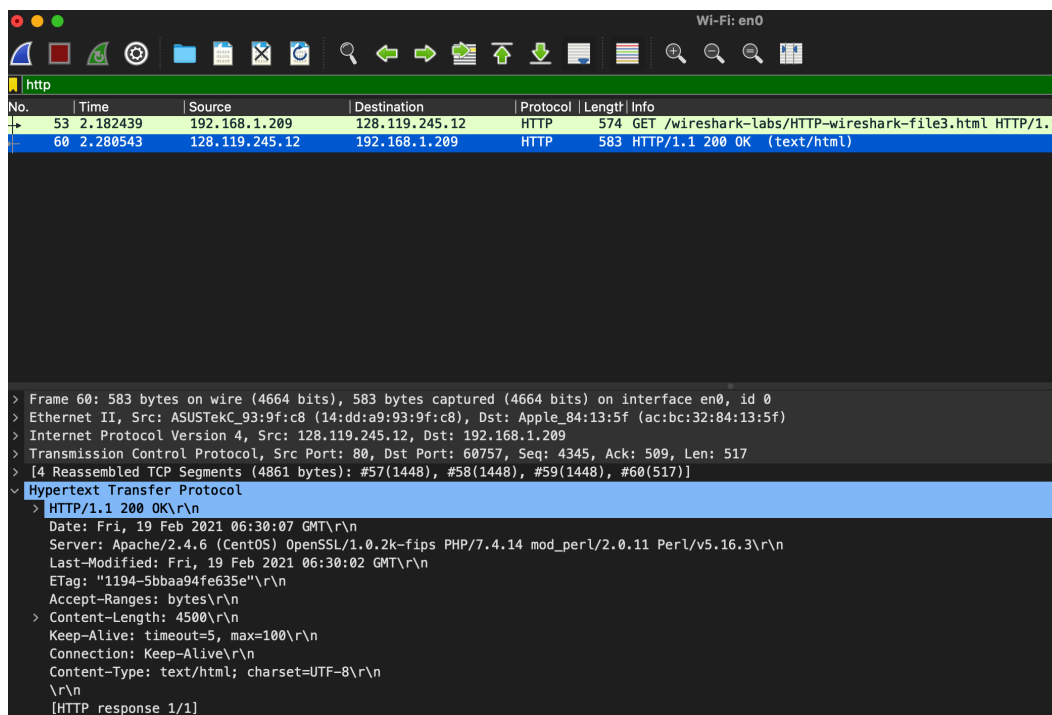 Wi-Fi: en0
http
No. Time Source Destination Protocol Length Info
53 2.182439 192.168.1.209 128.119.245.12 HTTP 574 GET /wireshark-labs/HTTP-wireshark-file3.html HTTP/1.
60 2.280543 128.119.245.12 192.168.1.209 HTTP 583 HTTP/1.1 200 OK (text/html)
Frame 60: 583 bytes on wire (4664 bits), 583 bytes captured (4664 bits) on interface en0, id 0
Ethernet II, Src: ASUSTekC_93:9f:c8 (14:dd:a9:93:9f:c8), Dst: Apple_84:13:5f (ac:bc:32:84:13:5f)
Internet Protocol Version 4, Src: 128.119.245.12, Dst: 192.168.1.209
Transmission Control Protocol, Src Port: 80, Dst Port: 60757, Seq: 4345, Ack: 509, Len: 517
[4 Reassembled TCP Segments (4861 bytes): #57(1448), #58(1448), #59(1448), #60(517)]
Hypertext Transfer Protocol
HTTP/1.1 200 OK\r\n
Date: Fri, 19 Feb 2021 06:30:07 GMT\r\n
Server: Apache/2.4.6 (CentOS) OpenSSL/1.0.2k-fips PHP/7.4.14 mod_perl/2.0.11 Perl/v5.16.3\r\n
Last-Modified: Fri, 19 Feb 2021 06:30:02 GMT\r\n
ETag: "1194-5bbaa94fe635e"\r\n
Accept-Ranges: bytes\r\n
Content-Length: 4500\r\n
Keep-Alive: timeout=5, max=100\r\n
Connection: Keep-Alive\r\n
Content-Type: text/html; charset=UTF-8\r\n
\r\n
[HTTP response 1/1]